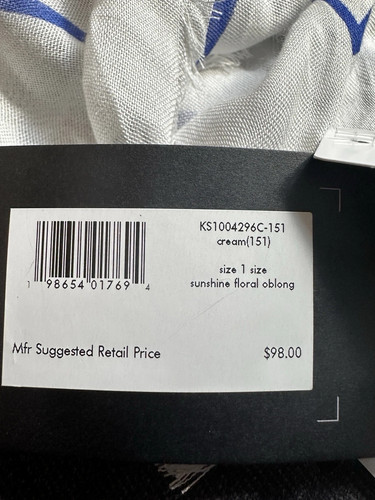 KS1004296C-151
cream(151)
size 1 size
sunshine floral oblong
1 98654 01769 4
Mfr Suggested Retail Price $98.00